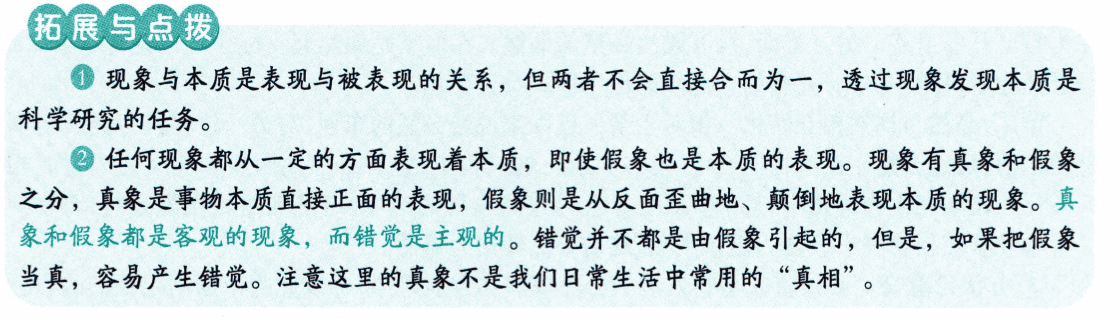 拓展与点拨
❶ 现象与本质是表现与被表现的关系，但两者不会直接合而为一，透过现象发现本质是
科学研究的任务。
❷ 任何现象都从一定的方面表现着本质，即使假象也是本质的表现。现象有真象和假象
之分，真象是事物本质直接正面的表现，假象则是从反面歪曲地、颠倒地表现本质的现象。真
象和假象都是客观的现象，而错觉是主观的。错觉并不都是由假象引起的，但是，如果把假象
当真，容易产生错觉。注意这里的真象不是我们日常生活中常用的“真相”。